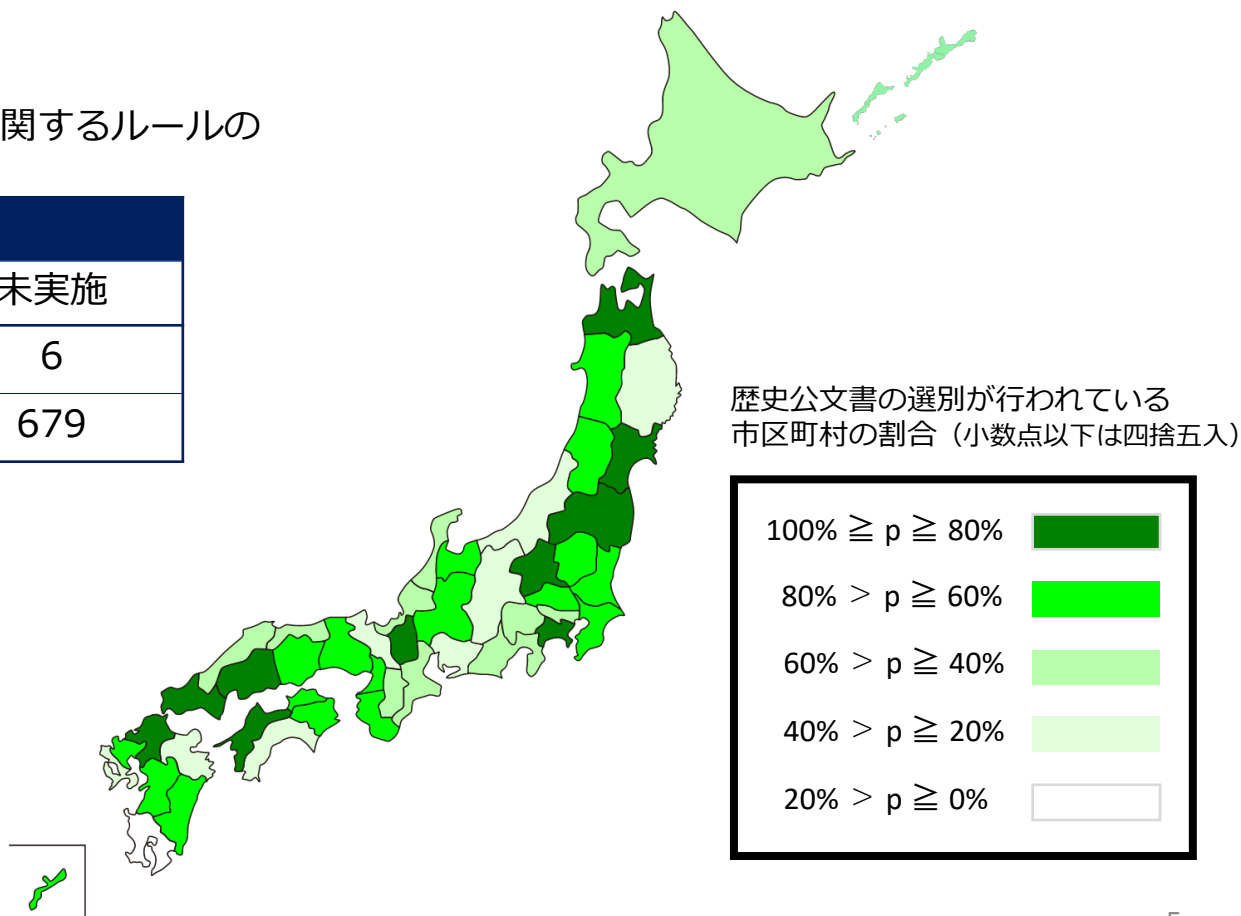 関するルールの
未実施
6
679
歴史公文書の選別が行われている
市区町村の割合（小数点以下は四捨五入）
100% ≧ p ≧ 80%
80% ＞ p ≧ 60%
60% ＞ p ≧ 40%
40% ＞ p ≧ 20%
20% ＞ p ≧ 0%